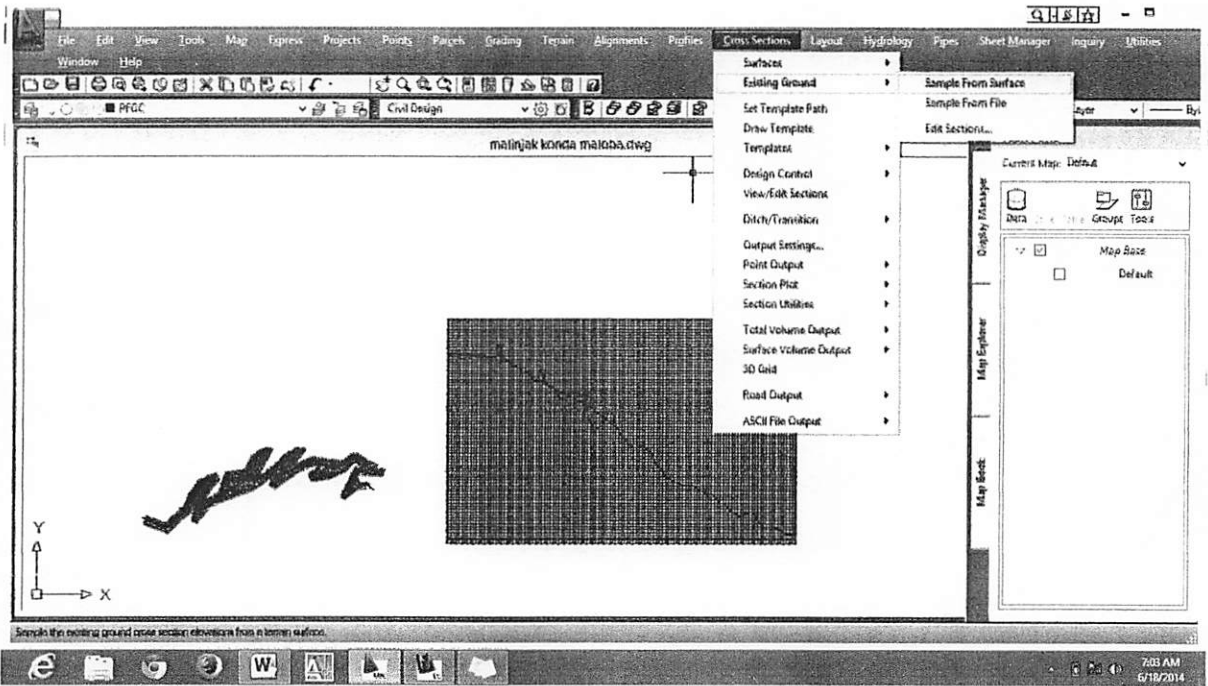 File Edit View Tools Map Express Projects Points Parcels Grading Terrain Alignments Profiles Cross Sections Layout Hydrology Pipes Sheet Manager Inquiry Utilities
Window Help
PFGC
Civil Design
Surfaces
Existing Ground
Set Template Path
Draw Template
Templates
Design Control
View/Edit Sections
Ditch/Transition
Output Settings...
Point Output
Section Plot
Section Utilities
Total Volume Output
Surface Volume Output
3D Grid
Road Output
ASCII File Output
Sample From Surface
Sample From File
Edit Sections...
Current Map: Default
Data
Groups Tools
Map Base
Default
Display Manager
Map Explorer
Map Book
Y
X
Sample the existing ground cross section elevations from a terrain surface.
W
7:03 AM
6/18/2014